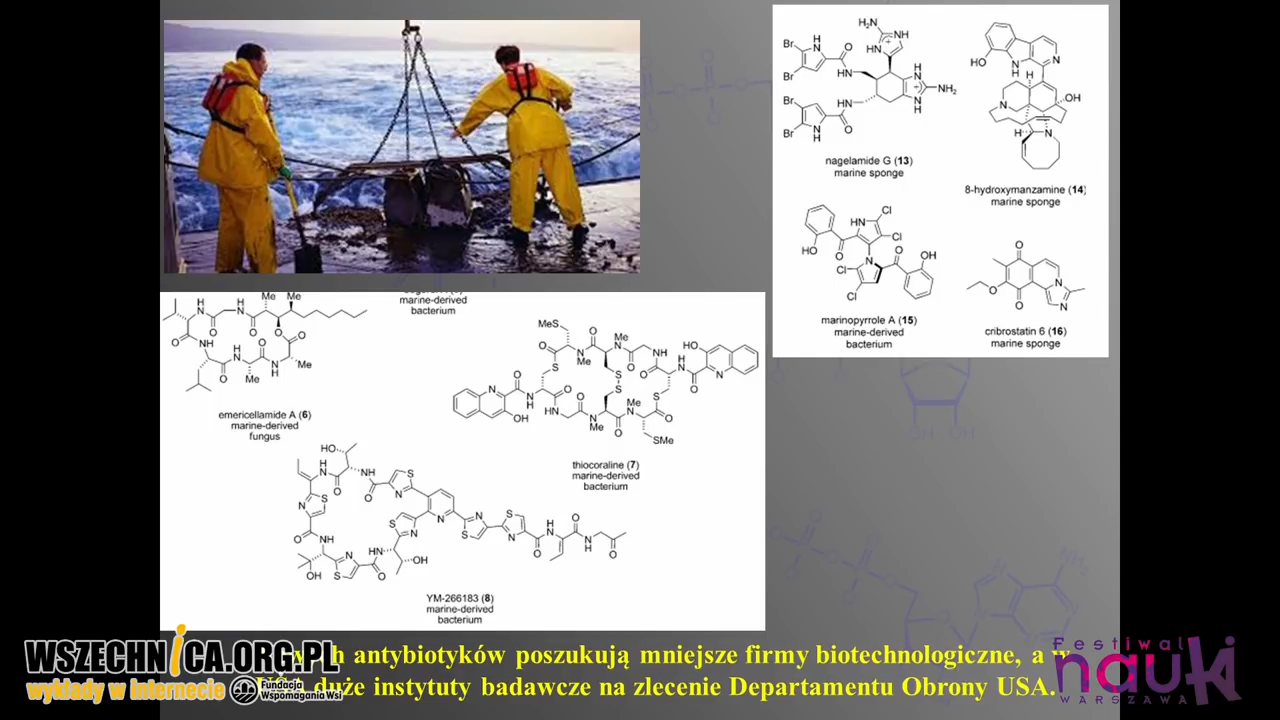 nagelamide G (13)
marine sponge
8-hydroxymanzamine (14)
marine sponge
marinopyrrole A (15)
marine-derived
bacterium
cribrostatin 6 (16)
marine sponge
marine-derived
bacterium
emericellamide A (6)
marine-derived
fungus
thiocoraline (7)
marine-derived
bacterium
YM-266183 (8)
marine-derived
bacterium
antybiotyków poszukują mniejsze firmy biotechnologiczne, a w
duże instytuty badawcze na zlecenie Departamentu Obrony USA.
WSZECHNICA.ORG.PL
wykłady w Internecie
Fundacja
Wspomagania Wsi
Festiwal
nauki
WARSZAWA